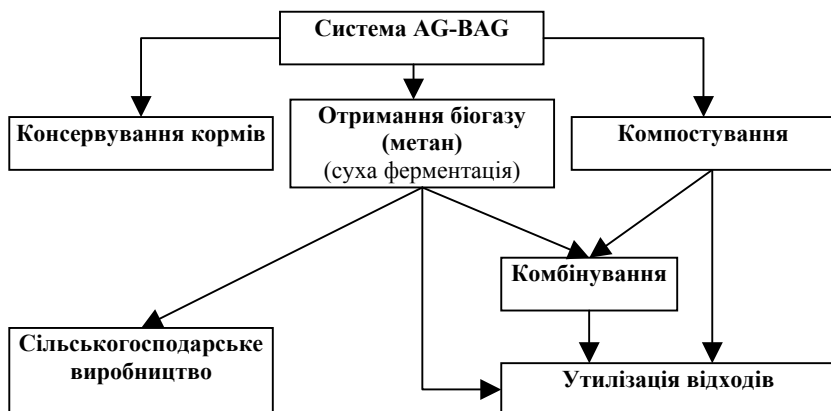 Система AG-BAG
Консервування кормів
Отримання біогазу
(метан)
(суха ферментація)
Компостування
Комбінування
Сільськогосподарське
виробництво
Утилізація відходів